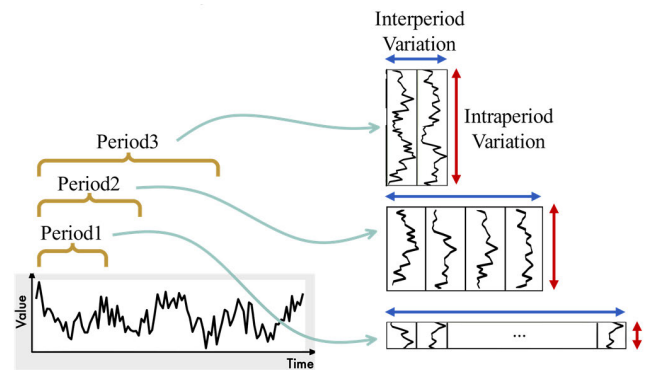 Interperiod
Variation
Intraperiod
Variation
Period3
Period2
Period1
Value
Time
...